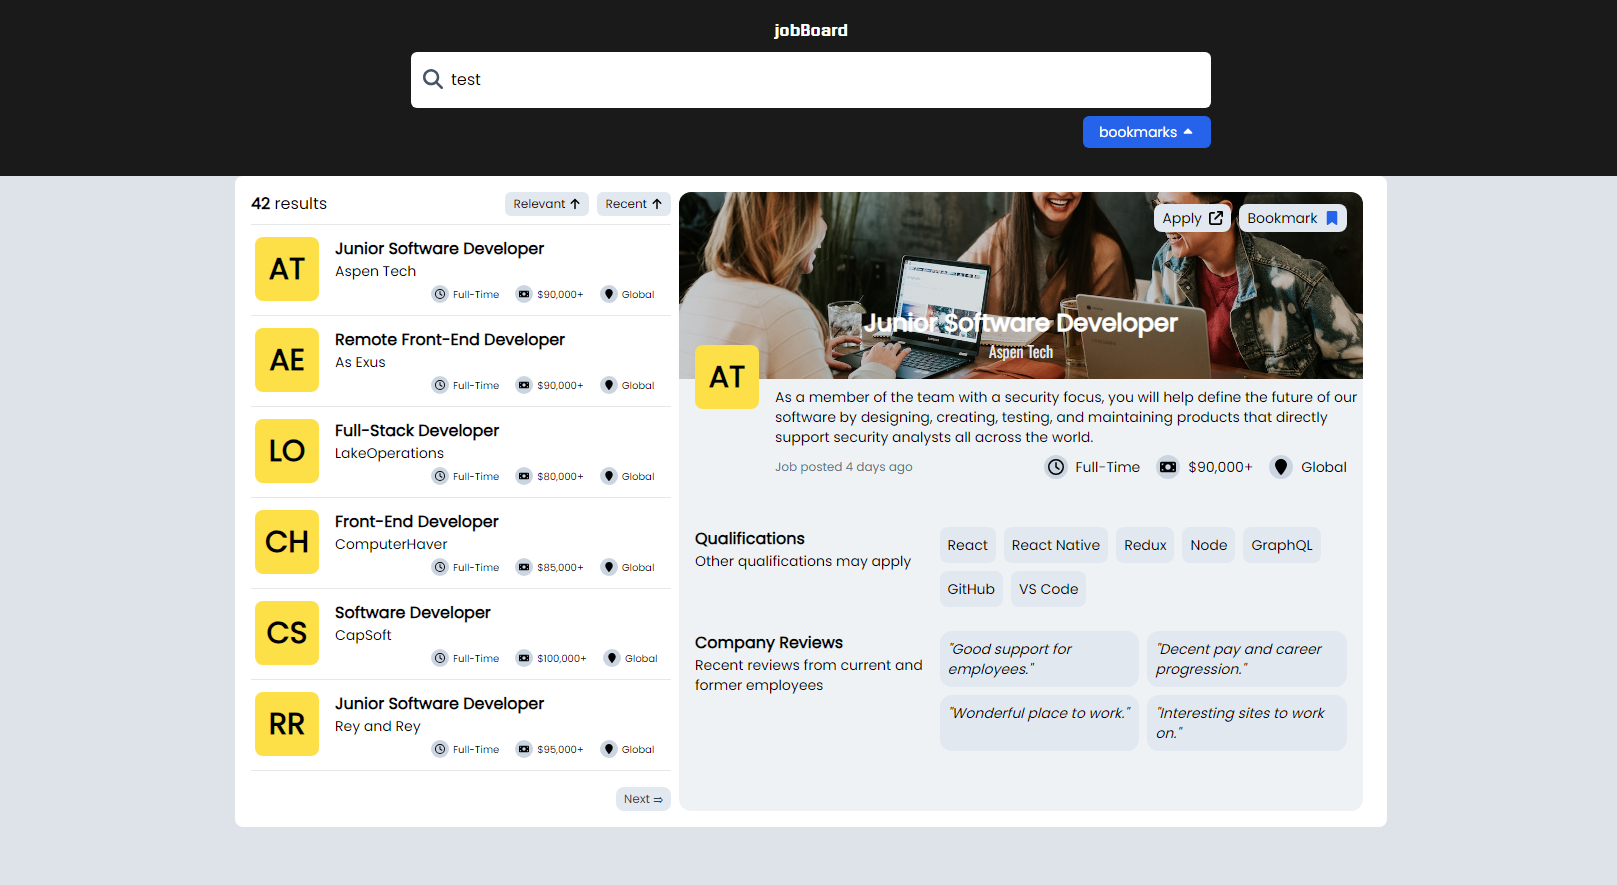 jobBoard
test
bookmarks
42 results
Relevant
Recent
AT
Junior Software Developer
Aspen Tech
Full-Time
$90,000+
Global
AE
Remote Front-End Developer
As Exus
Full-Time
$90,000+
Global
LO
Full-Stack Developer
LakeOperations
Full-Time
$80,000+
Global
CH
Front-End Developer
ComputerHaver
Full-Time
$85,000+
Global
CS
Software Developer
CapSoft
Full-Time
$100,000+
Global
RR
Junior Software Developer
Rey and Rey
Full-Time
$95,000+
Global
Next ⇒
Apply
Bookmark
Junior Software Developer
Aspen Tech
AT
As a member of the team with a security focus, you will help define the future of our
software by designing, creating, testing, and maintaining products that directly
support security analysts all across the world.
Job posted 4 days ago
Full-Time
$90,000+
Global
Qualifications
Other qualifications may apply
React
React Native
Redux
Node
GraphQL
GitHub
VS Code
Company Reviews
Recent reviews from current and
former employees
"Good support for
employees."
"Decent pay and career
progression."
"Wonderful place to work."
"Interesting sites to work
on."